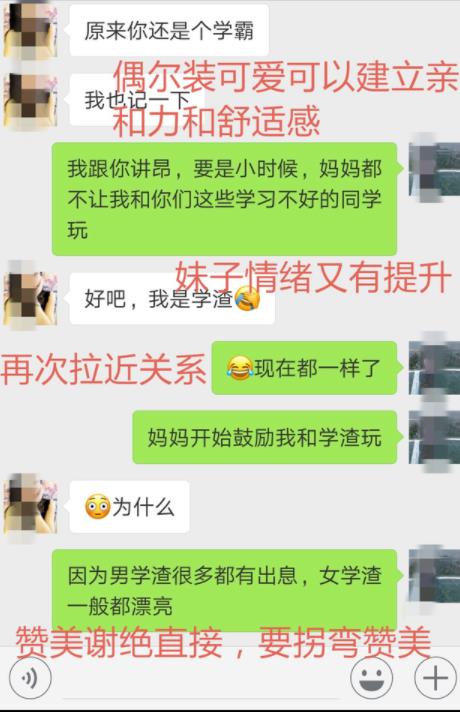 原来你还是个学霸
偶尔装可爱可以建立亲
我也记一下
和力和舒适感
我跟你讲昂，要是小时候，妈妈都
不让我和你们这些学习不好的同学
玩
妹子情绪又有提升
好吧，我是学渣🤣
再次拉近关系
😂现在都一样了
妈妈开始鼓励我和学渣玩
😳为什么
因为男学渣很多都有出息，女学渣
一般都漂亮
赞美谢绝直接，要拐弯赞美